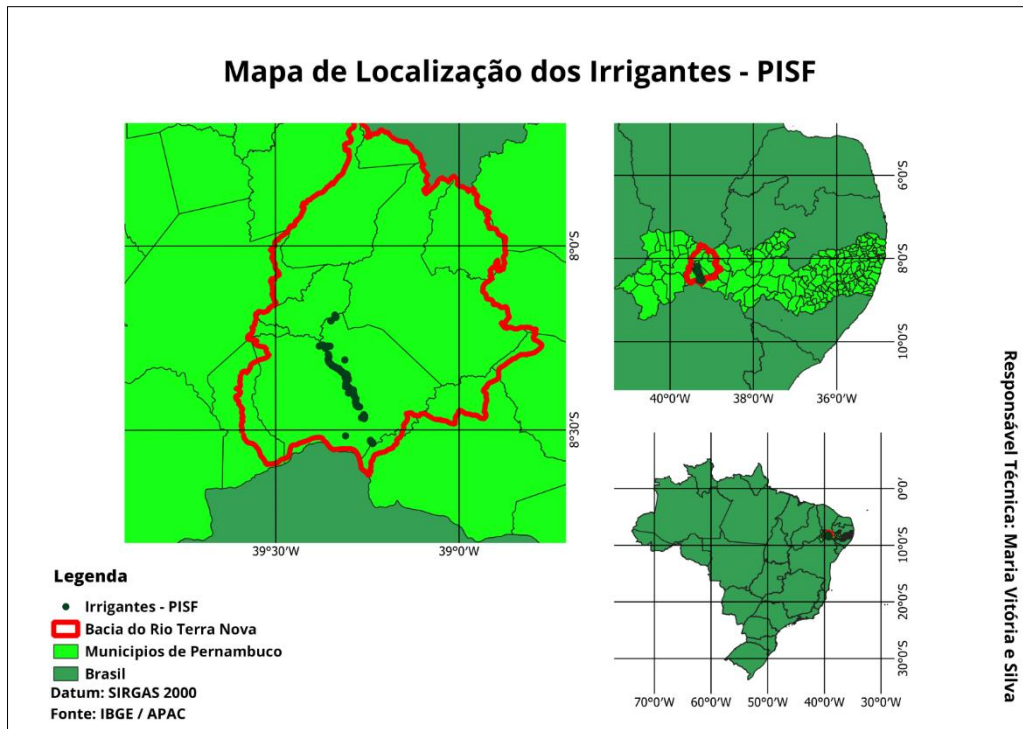 Mapa de Localização dos Irrigantes - PISF
8°0'S
8°30'S
39°30'W 39°0'W
6°0'S
8°0'S
10°0'S
40°0'W 38°0'W 36°0'W
0°0'
10°0'S
20°0'S
30°0'S
70°0'W 60°0'W 50°0'W 40°0'W 30°0'W
Legenda
Irrigantes - PISF
Bacia do Rio Terra Nova
Municipios de Pernambuco
Brasil
Datum: SIRGAS 2000
Fonte: IBGE / APAC
Responsável Técnica: Maria Vitória e Silva